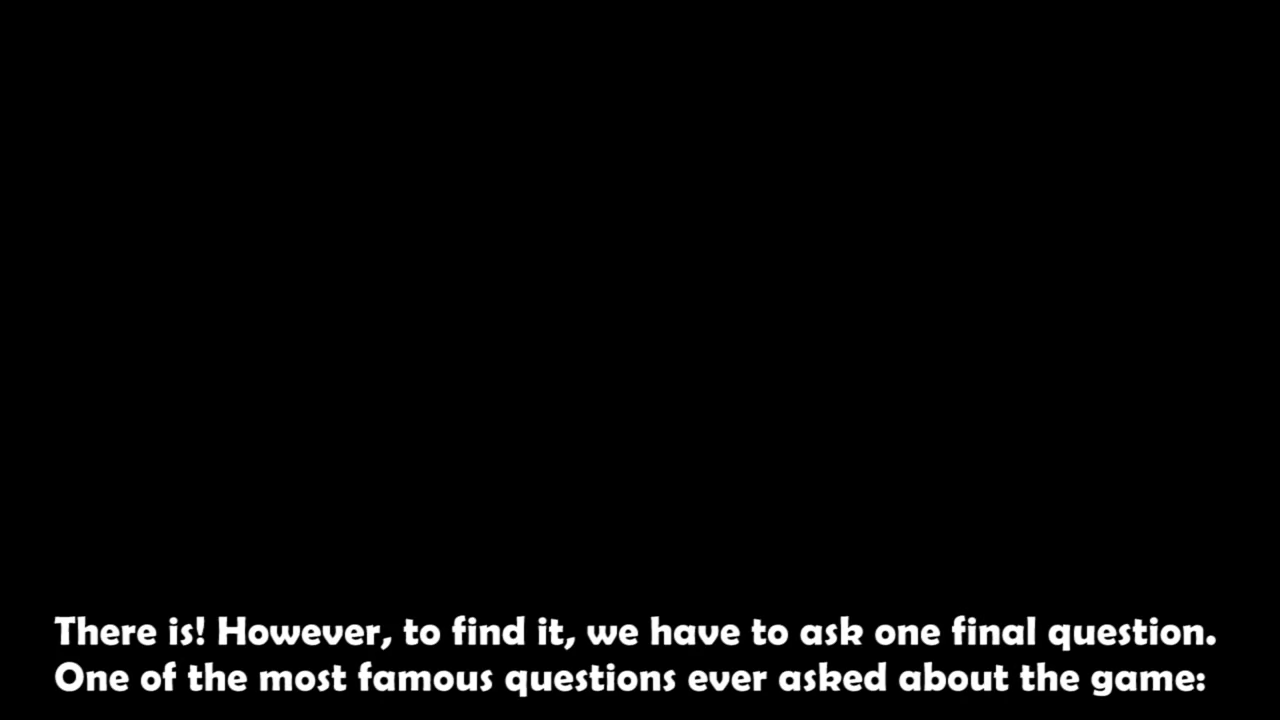 There is! However, to find it, we have to ask one final question.
One of the most famous questions ever asked about the game: